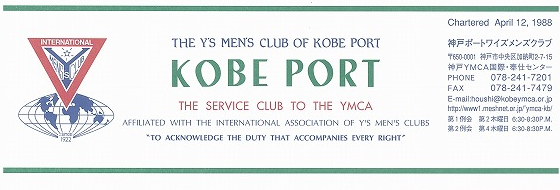 INTERNATIONAL
Y'S MEN'S CLUB
SINCE
1922
THE Y'S MEN'S CLUB OF KOBE PORT
KOBE PORT
THE SERVICE CLUB TO THE YMCA
AFFILIATED WITH THE INTERNATIONAL ASSOCIATION OF Y'S MEN'S CLUBS
"TO ACKNOWLEDGE THE DUTY THAT ACCOMPANIES EVERY RIGHT"
Chartered April 12, 1988
神戸ポートワイズメンズクラブ
〒650-0001 神戸市中央区加納町2-7-15
神戸YMCA国際・奉仕センター
PHONE 078-241-7201
FAX 078-241-7479
E-mail:houshi@kobeymca.or.jp
http://www1.meshnet.or.jp/~ymca-kb/
第1例会 第2木曜日 6:30-8:30P.M.
第2例会 第4木曜日 6:30-8:30P.M.